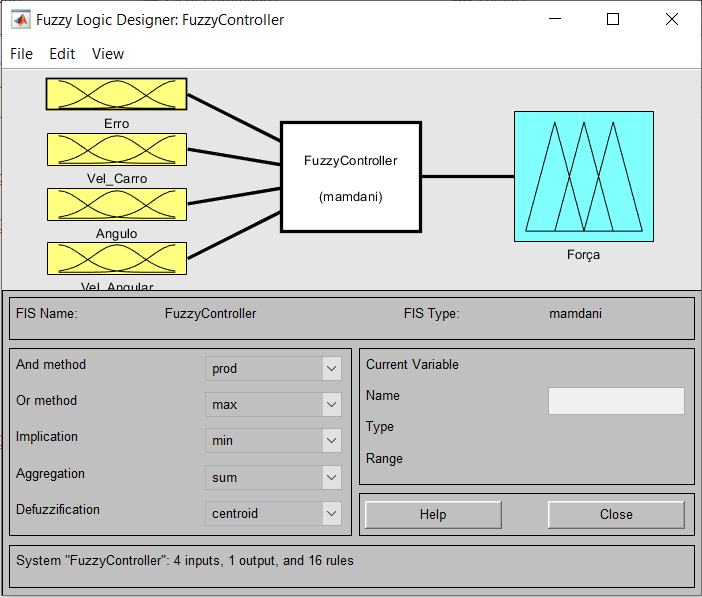 Fuzzy Logic Designer: FuzzyController
File Edit View
Erro
Vel_Carro
Angulo
Vel_Angular
FuzzyController
(mamdani)
Força
FIS Name: FuzzyController FIS Type: mamdani
And method prod
Or method max
Implication min
Aggregation sum
Defuzzification centroid
Current Variable
Name
Type
Range
Help Close
System "FuzzyController": 4 inputs, 1 output, and 16 rules